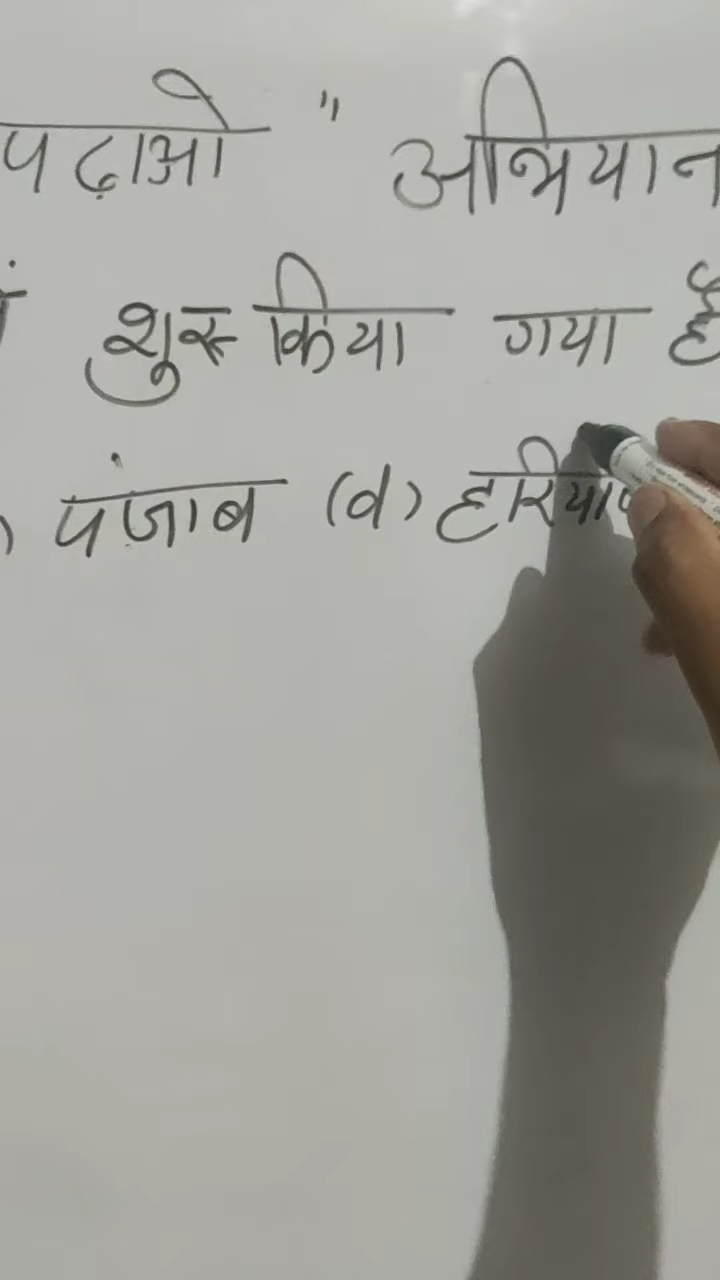 पढ़ाओ " अभियान
में शुरू किया गया है
) पंजाब (ब) हरिया